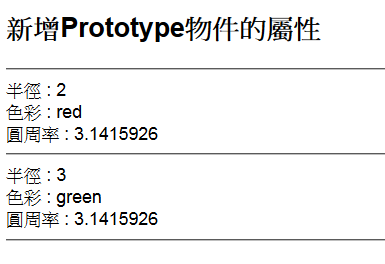 新增Prototype物件的屬性
半徑 : 2
色彩 : red
圓周率 : 3.1415926
半徑 : 3
色彩 : green
圓周率 : 3.1415926